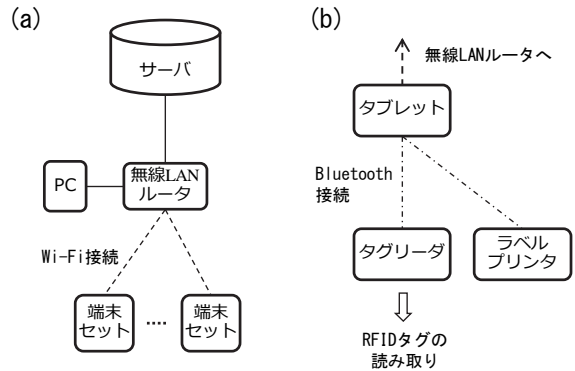 (a)
サーバ
PC
無線LAN
ルータ
Wi-Fi接続
端末
セット
....
端末
セット
(b)
無線LANルータへ
タブレット
Bluetooth
接続
タグリーダ
ラベル
プリンタ
RFIDタグの
読み取り